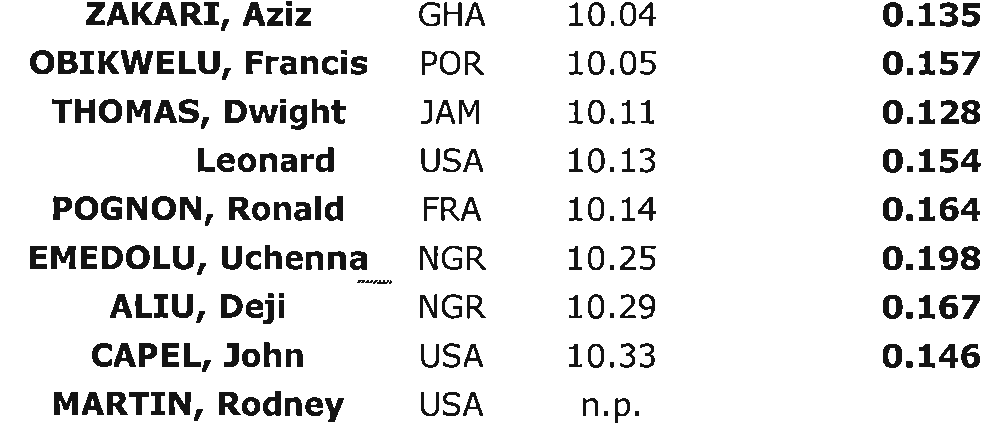 ZAKARI, Aziz GHA 10.04 0.135
OBIKWELU, Francis POR 10.05 0.157
THOMAS, Dwight JAM 10.11 0.128
Leonard USA 10.13 0.154
POGNON, Ronald FRA 10.14 0.164
EMEDOLU, Uchenna NGR 10.25 0.198
ALIU, Deji NGR 10.29 0.167
CAPEL, John USA 10.33 0.146
MARTIN, Rodney USA n.p.